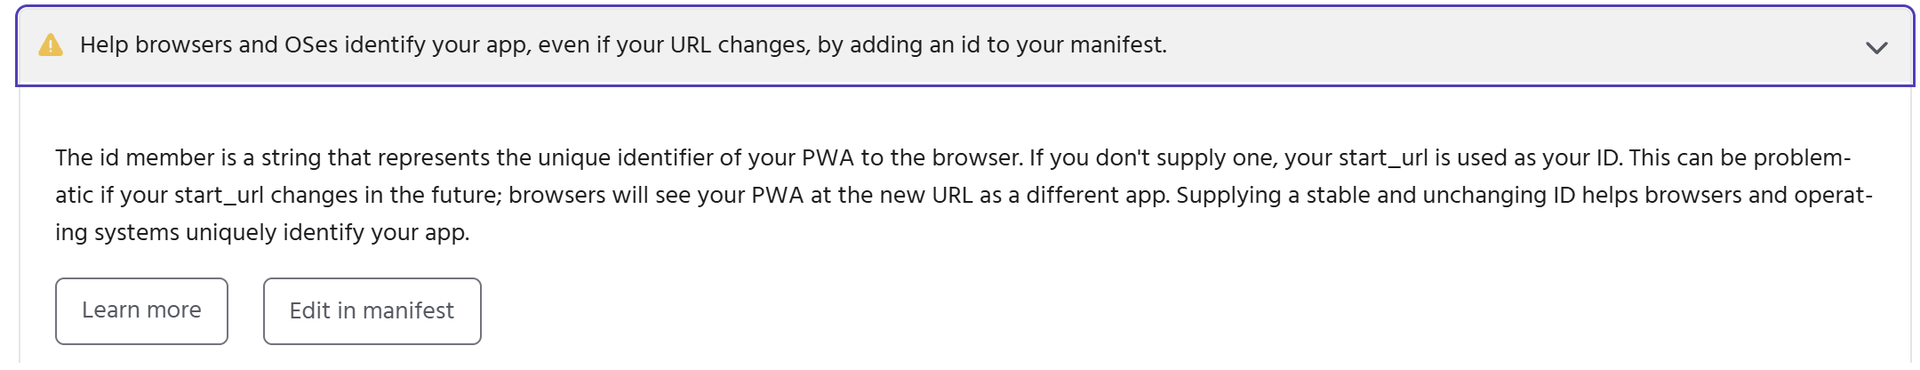 Help browsers and OSes identify your app, even if your URL changes, by adding an id to your manifest.
The id member is a string that represents the unique identifier of your PWA to the browser. If you don't supply one, your start_url is used as your ID. This can be problem-
atic if your start_url changes in the future; browsers will see your PWA at the new URL as a different app. Supplying a stable and unchanging ID helps browsers and operat-
ing systems uniquely identify your app.
Learn more
Edit in manifest